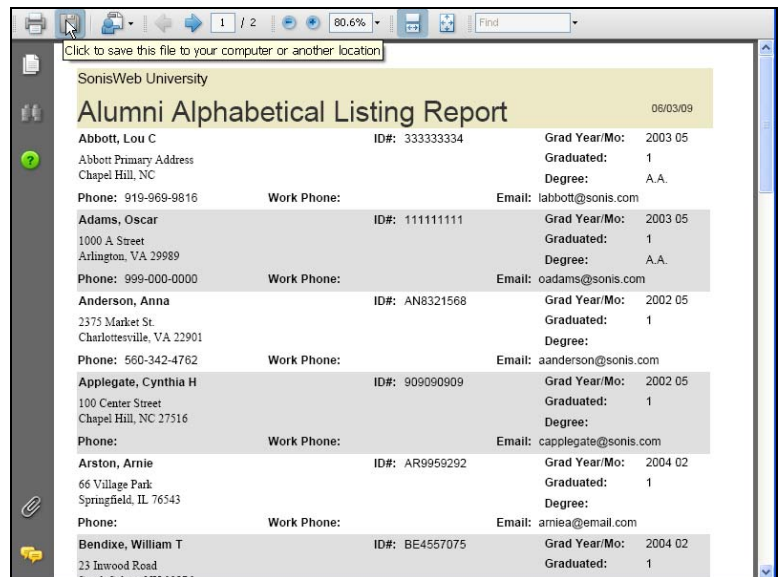 1 / 2 80.6% Find
Click to save this file to your computer or another location
SonisWeb University
Alumni Alphabetical Listing Report 06/03/09
Abbott, Lou C ID#: 333333334 Grad Year/Mo: 2003 05
Abbott Primary Address Graduated: 1
Chapel Hill, NC
Degree: A.A.
Phone: 919-969-9816 Work Phone: Email: labbott@sonis.com
Adams, Oscar ID#: 111111111 Grad Year/Mo: 2003 05
1000 A Street Graduated: 1
Arlington, VA 29989
Degree: A.A.
Phone: 999-000-0000 Work Phone: Email: oadams@sonis.com
Anderson, Anna ID#: AN8321568 Grad Year/Mo: 2002 05
2375 Market St. Graduated: 1
Charlottesville, VA 22901
Degree:
Phone: 560-342-4762 Work Phone: Email: aanderson@sonis.com
Applegate, Cynthia H ID#: 909090909 Grad Year/Mo: 2002 05
100 Center Street Graduated: 1
Chapel Hill, NC 27516
Degree:
Phone: Work Phone: Email: capplegate@sonis.com
Arston, Arnie ID#: AR9959292 Grad Year/Mo: 2004 02
66 Village Park Graduated: 1
Springfield, IL 76543
Degree:
Phone: Work Phone: Email: arniea@email.com
Bendixe, William T ID#: BE4557075 Grad Year/Mo: 2004 02
23 Inwood Road Graduated: 1